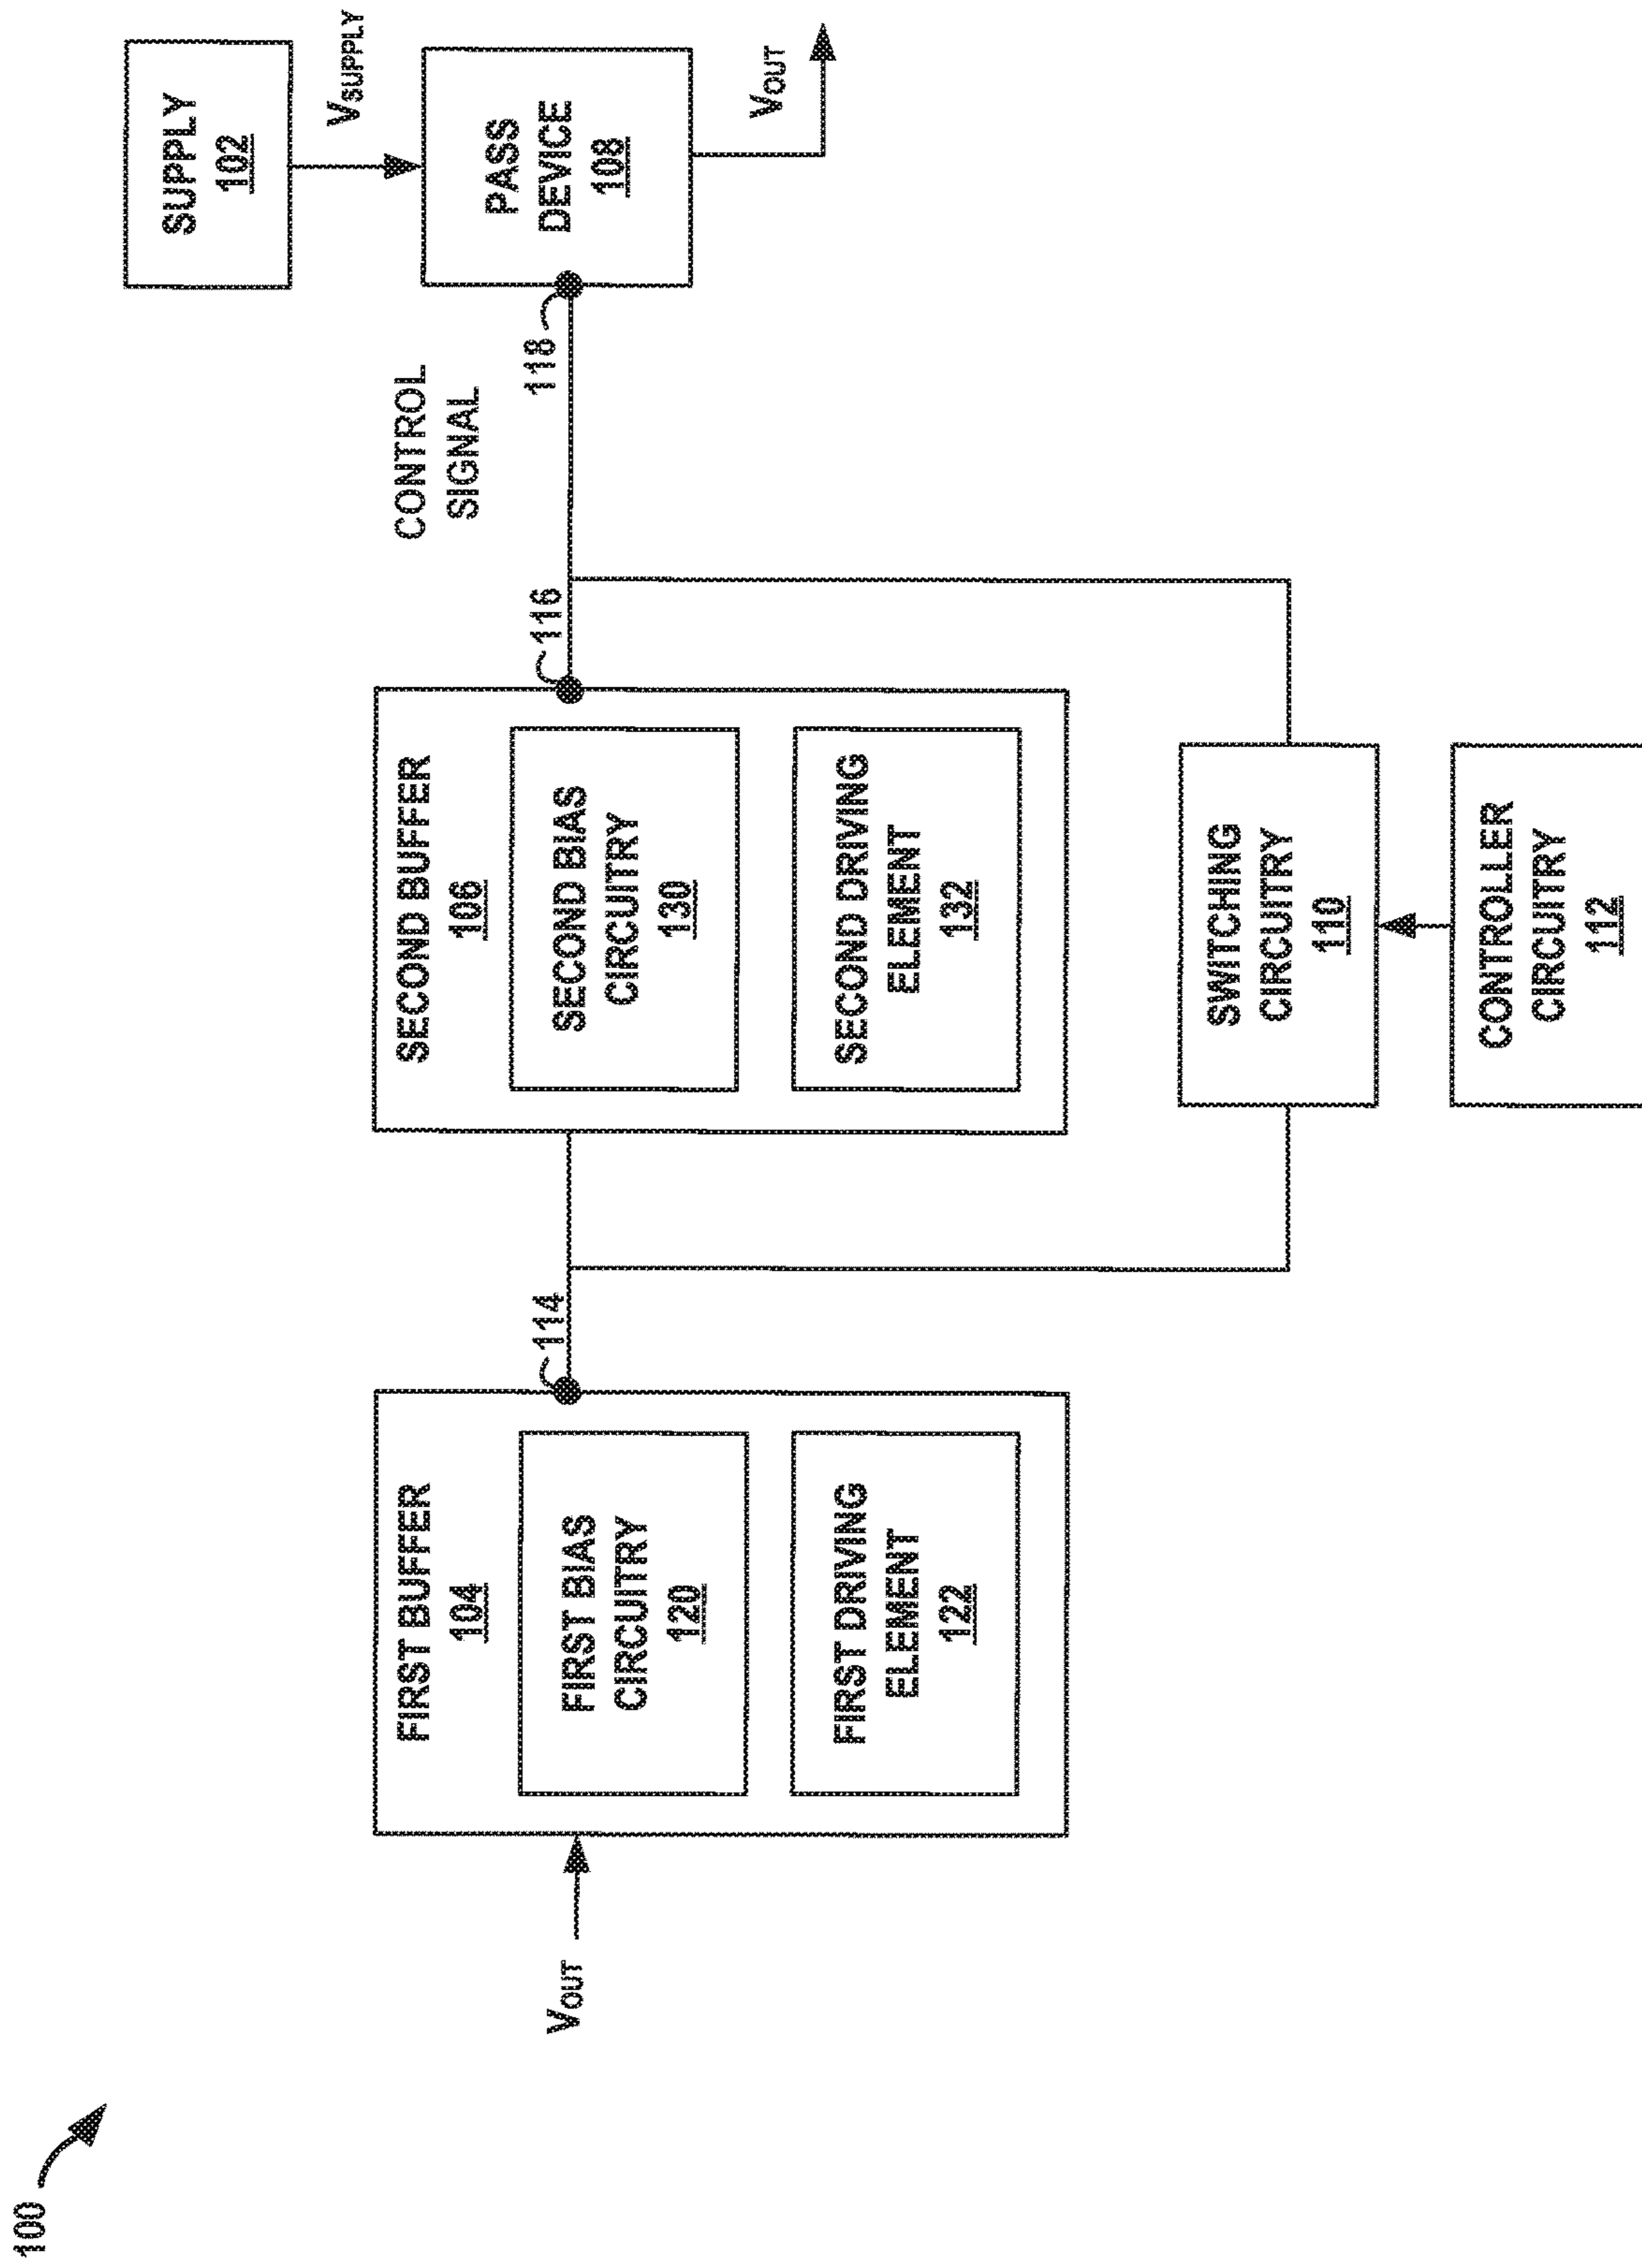 100
SUPPLY
102
VSUPPLY
PASS
DEVICE
108
VOUT
CONTROL
SIGNAL
118
116
SECOND BUFFER
106
SECOND BIAS
CIRCUITRY
130
SECOND DRIVING
ELEMENT
132
114
FIRST BUFFER
104
FIRST BIAS
CIRCUITRY
120
FIRST DRIVING
ELEMENT
122
VOUT
SWITCHING
CIRCUITRY
110
CONTROLLER
CIRCUITRY
112